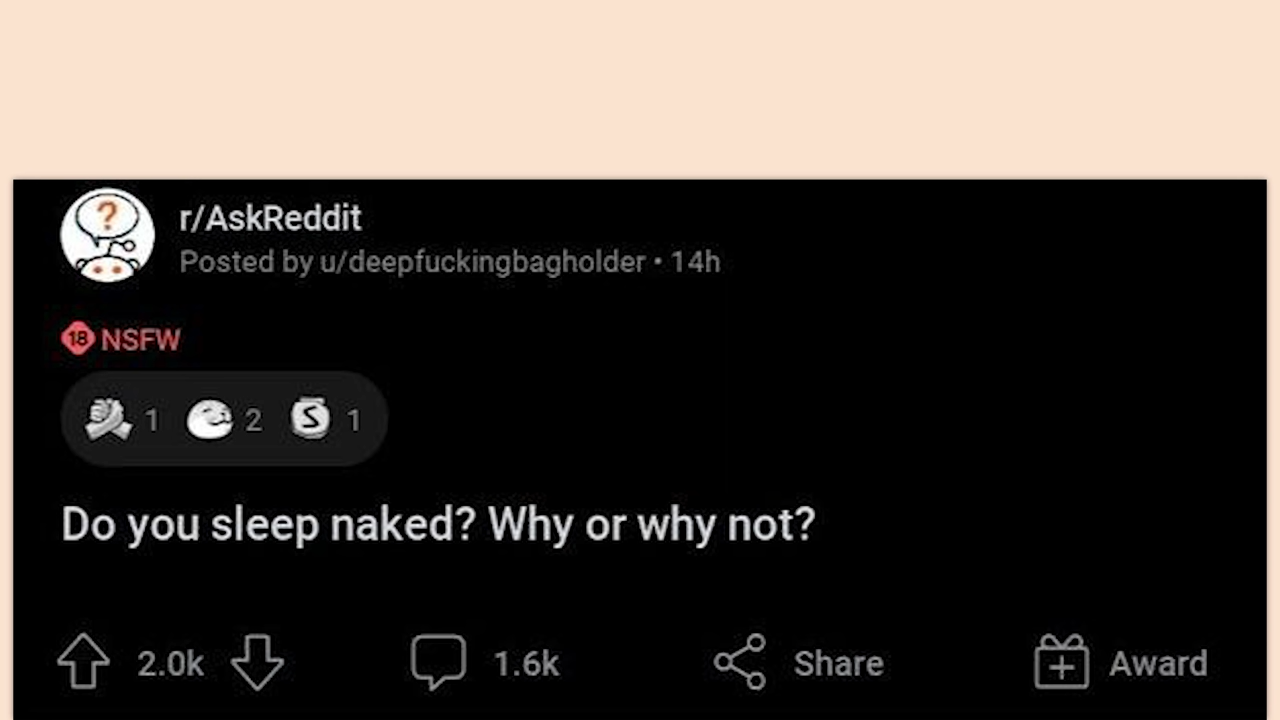 r/AskReddit
Posted by u/deepfuckingbagholder • 14h
18 NSFW
1 2 S 1
Do you sleep naked? Why or why not?
2.0k 1.6k Share Award